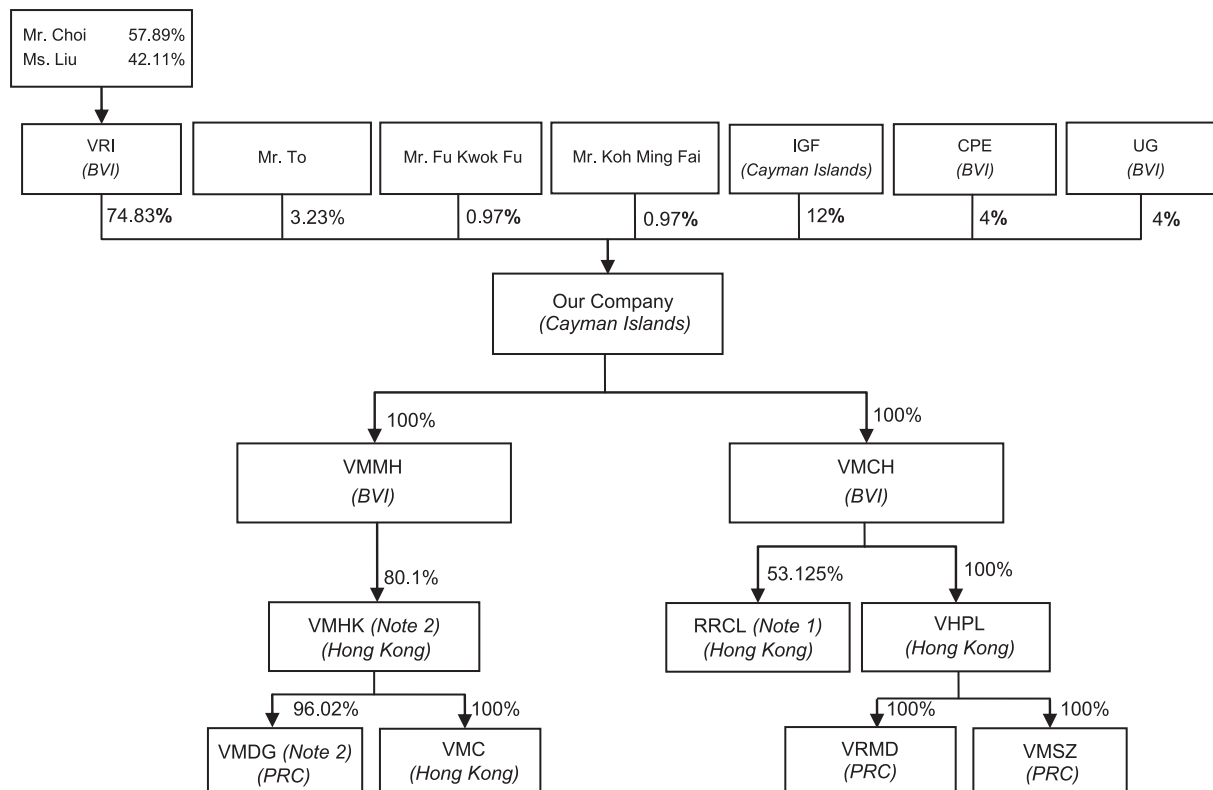 Mr. Choi 57.89%
Ms. Liu 42.11%
VRI
(BVI)
Mr. To
Mr. Fu Kwok Fu
Mr. Koh Ming Fai
IGF
(Cayman Islands)
CPE
(BVI)
UG
(BVI)
74.83%
3.23%
0.97%
0.97%
12%
4%
4%
Our Company
(Cayman Islands)
100%
100%
VMMH
(BVI)
VMCH
(BVI)
80.1%
53.125%
100%
VMHK (Note 2)
(Hong Kong)
RRCL (Note 1)
(Hong Kong)
VHPL
(Hong Kong)
96.02%
100%
100%
100%
VMDG (Note 2)
(PRC)
VMC
(Hong Kong)
VRMD
(PRC)
VMSZ
(PRC)